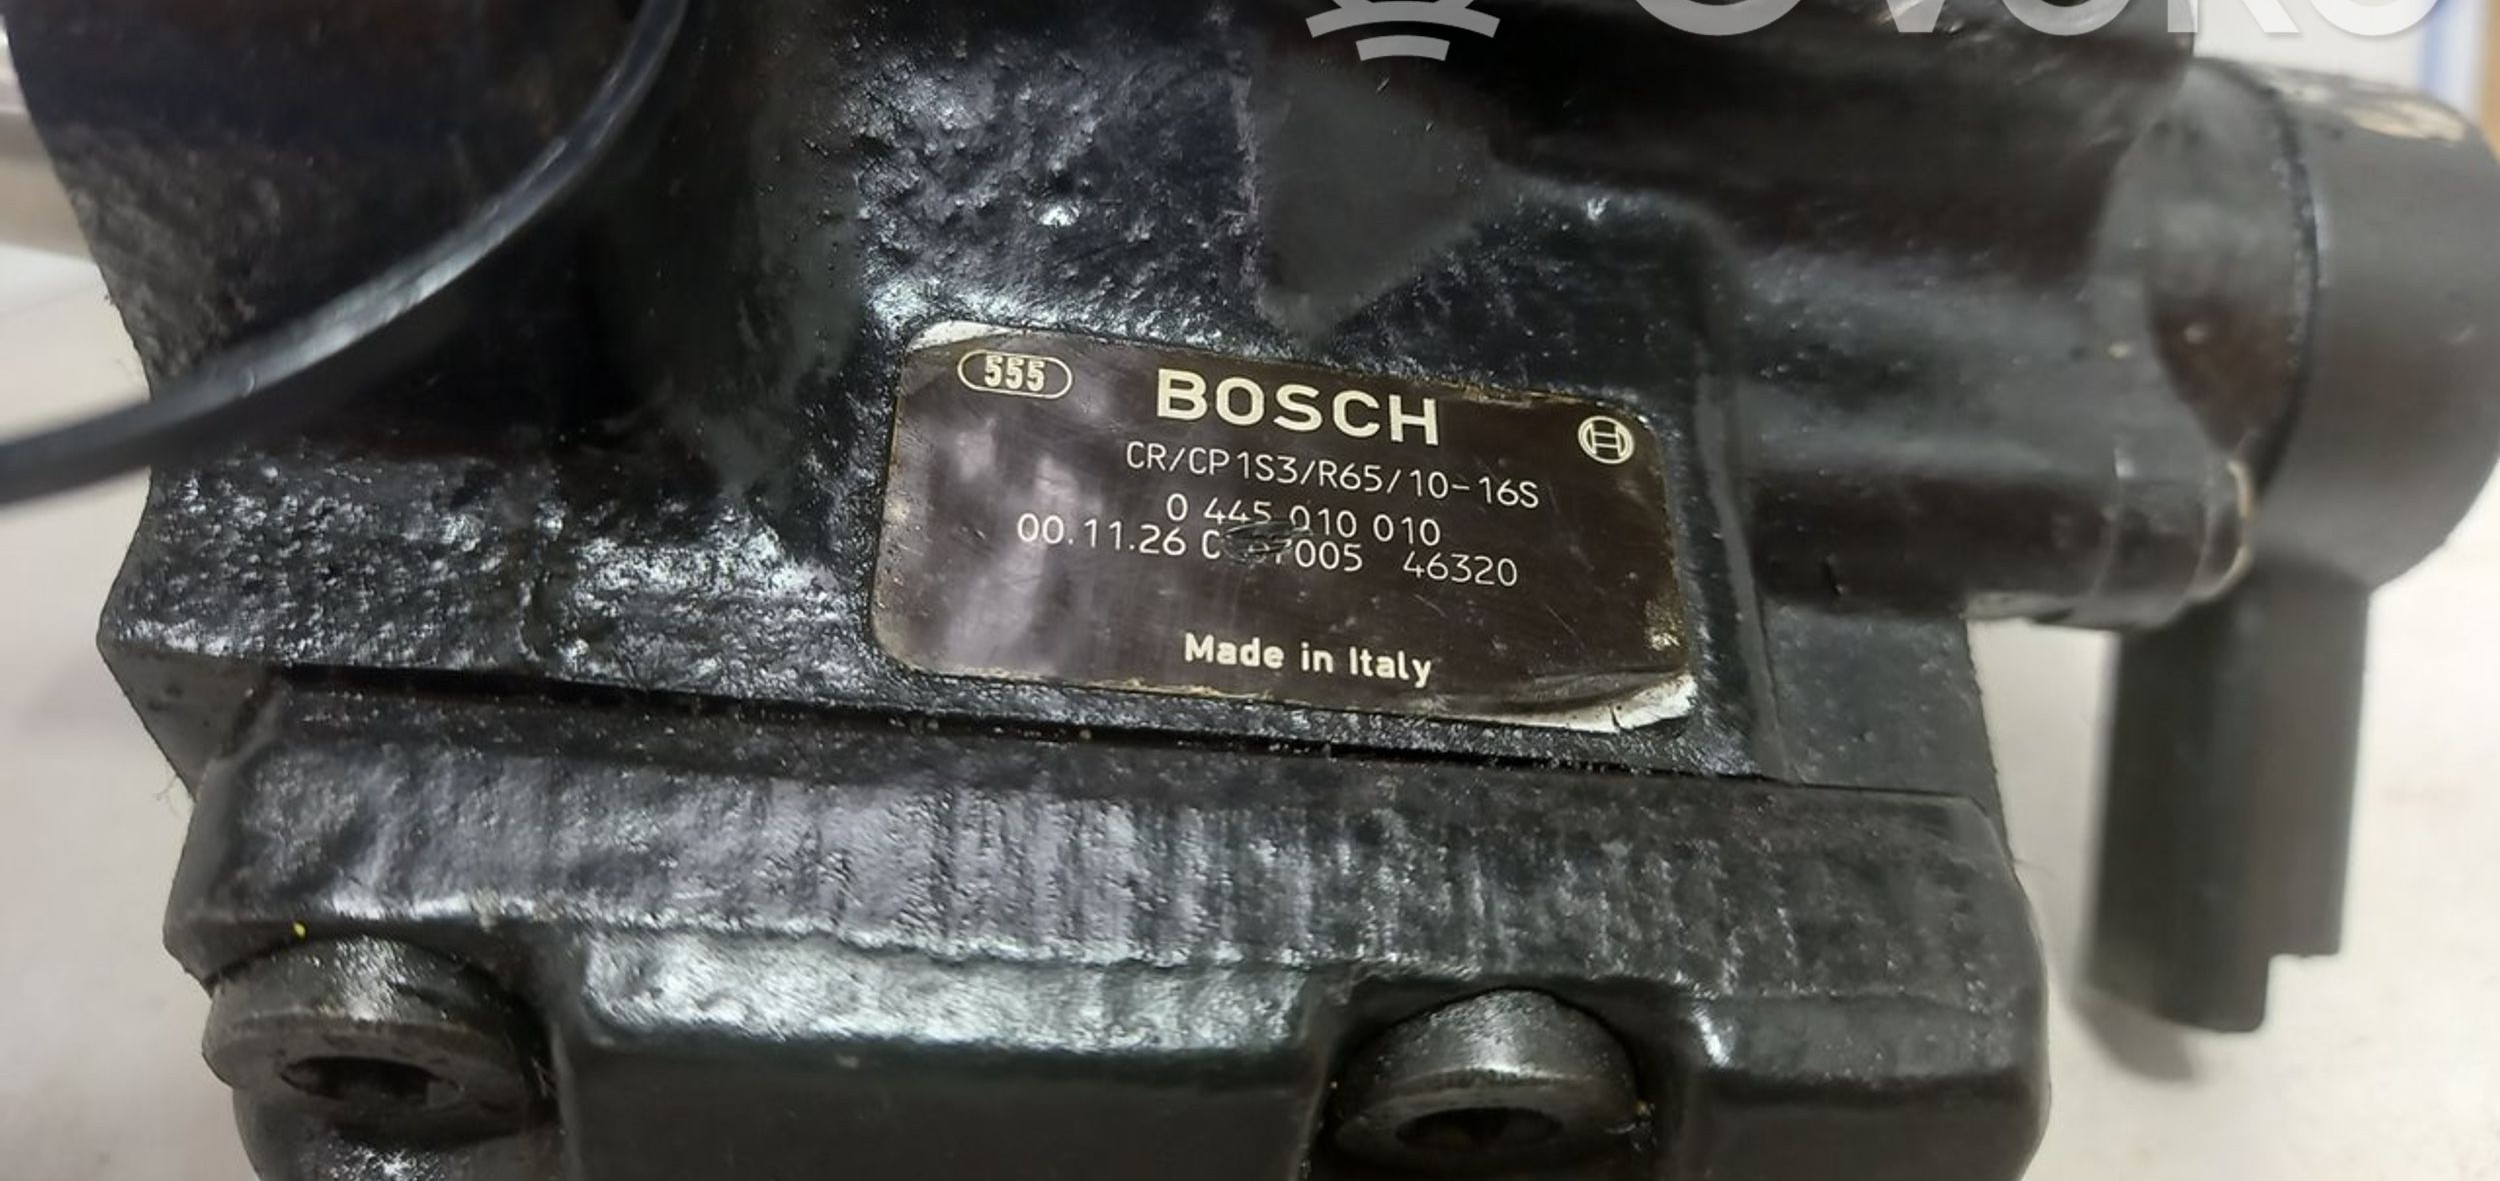 555
BOSCH
CR/CP1S3/R65/10-16S
0 445 010 010
00.11.26 46320
Made in Italy